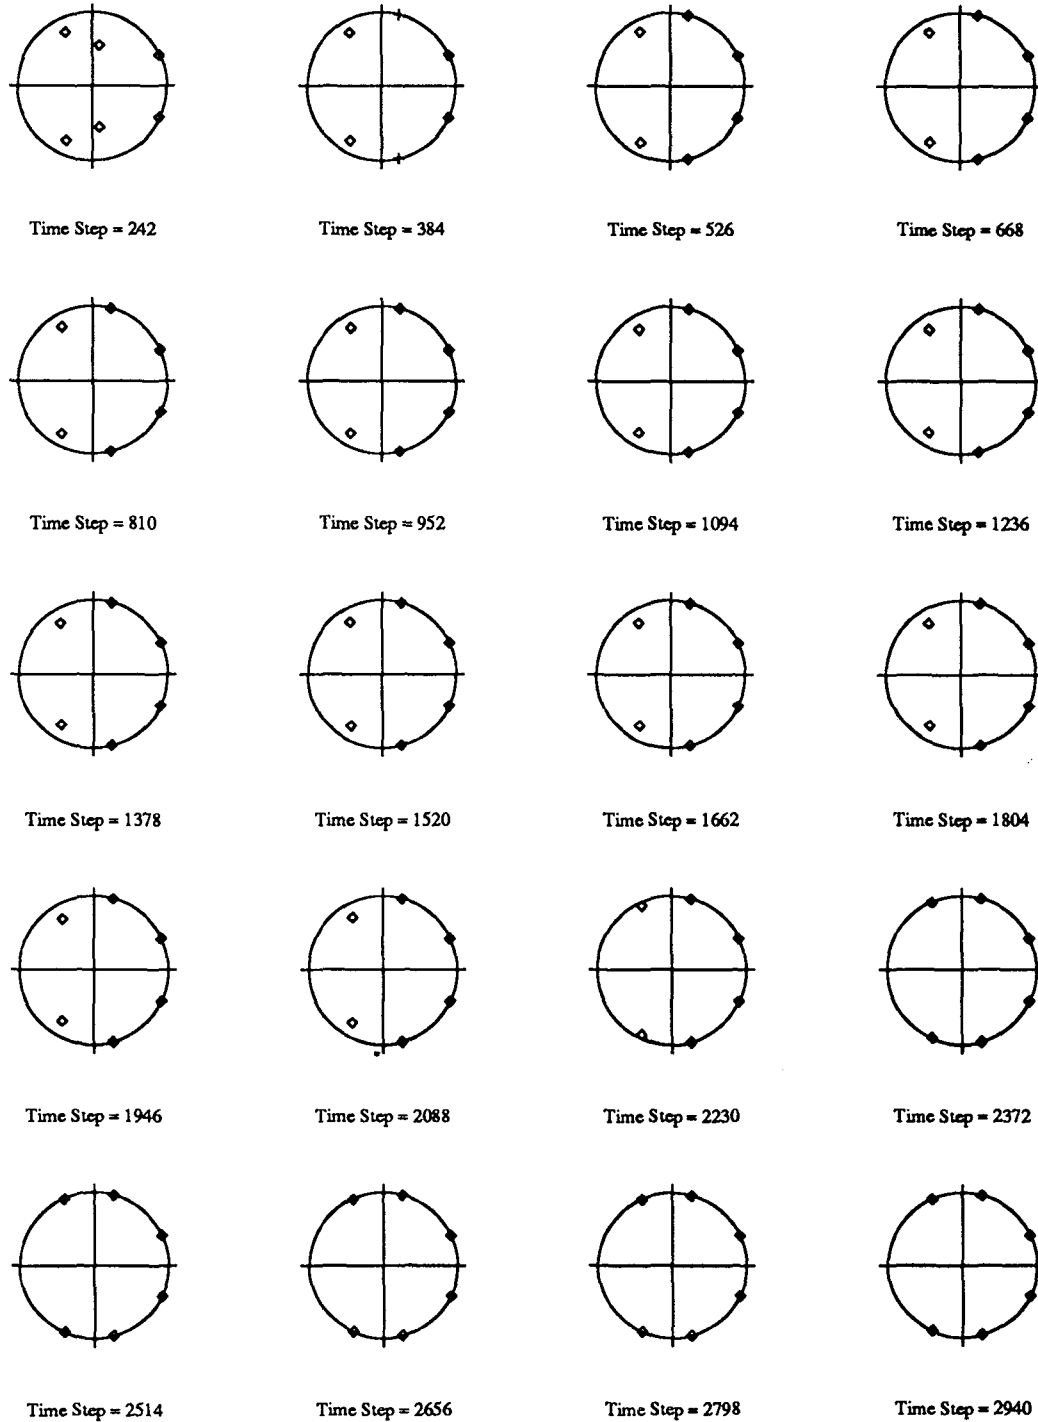 Time Step = 242
Time Step = 384
Time Step = 526
Time Step = 668
Time Step = 810
Time Step = 952
Time Step = 1094
Time Step = 1236
Time Step = 1378
Time Step = 1520
Time Step = 1662
Time Step = 1804
Time Step = 1946
Time Step = 2088
Time Step = 2230
Time Step = 2372
Time Step = 2514
Time Step = 2656
Time Step = 2798
Time Step = 2940